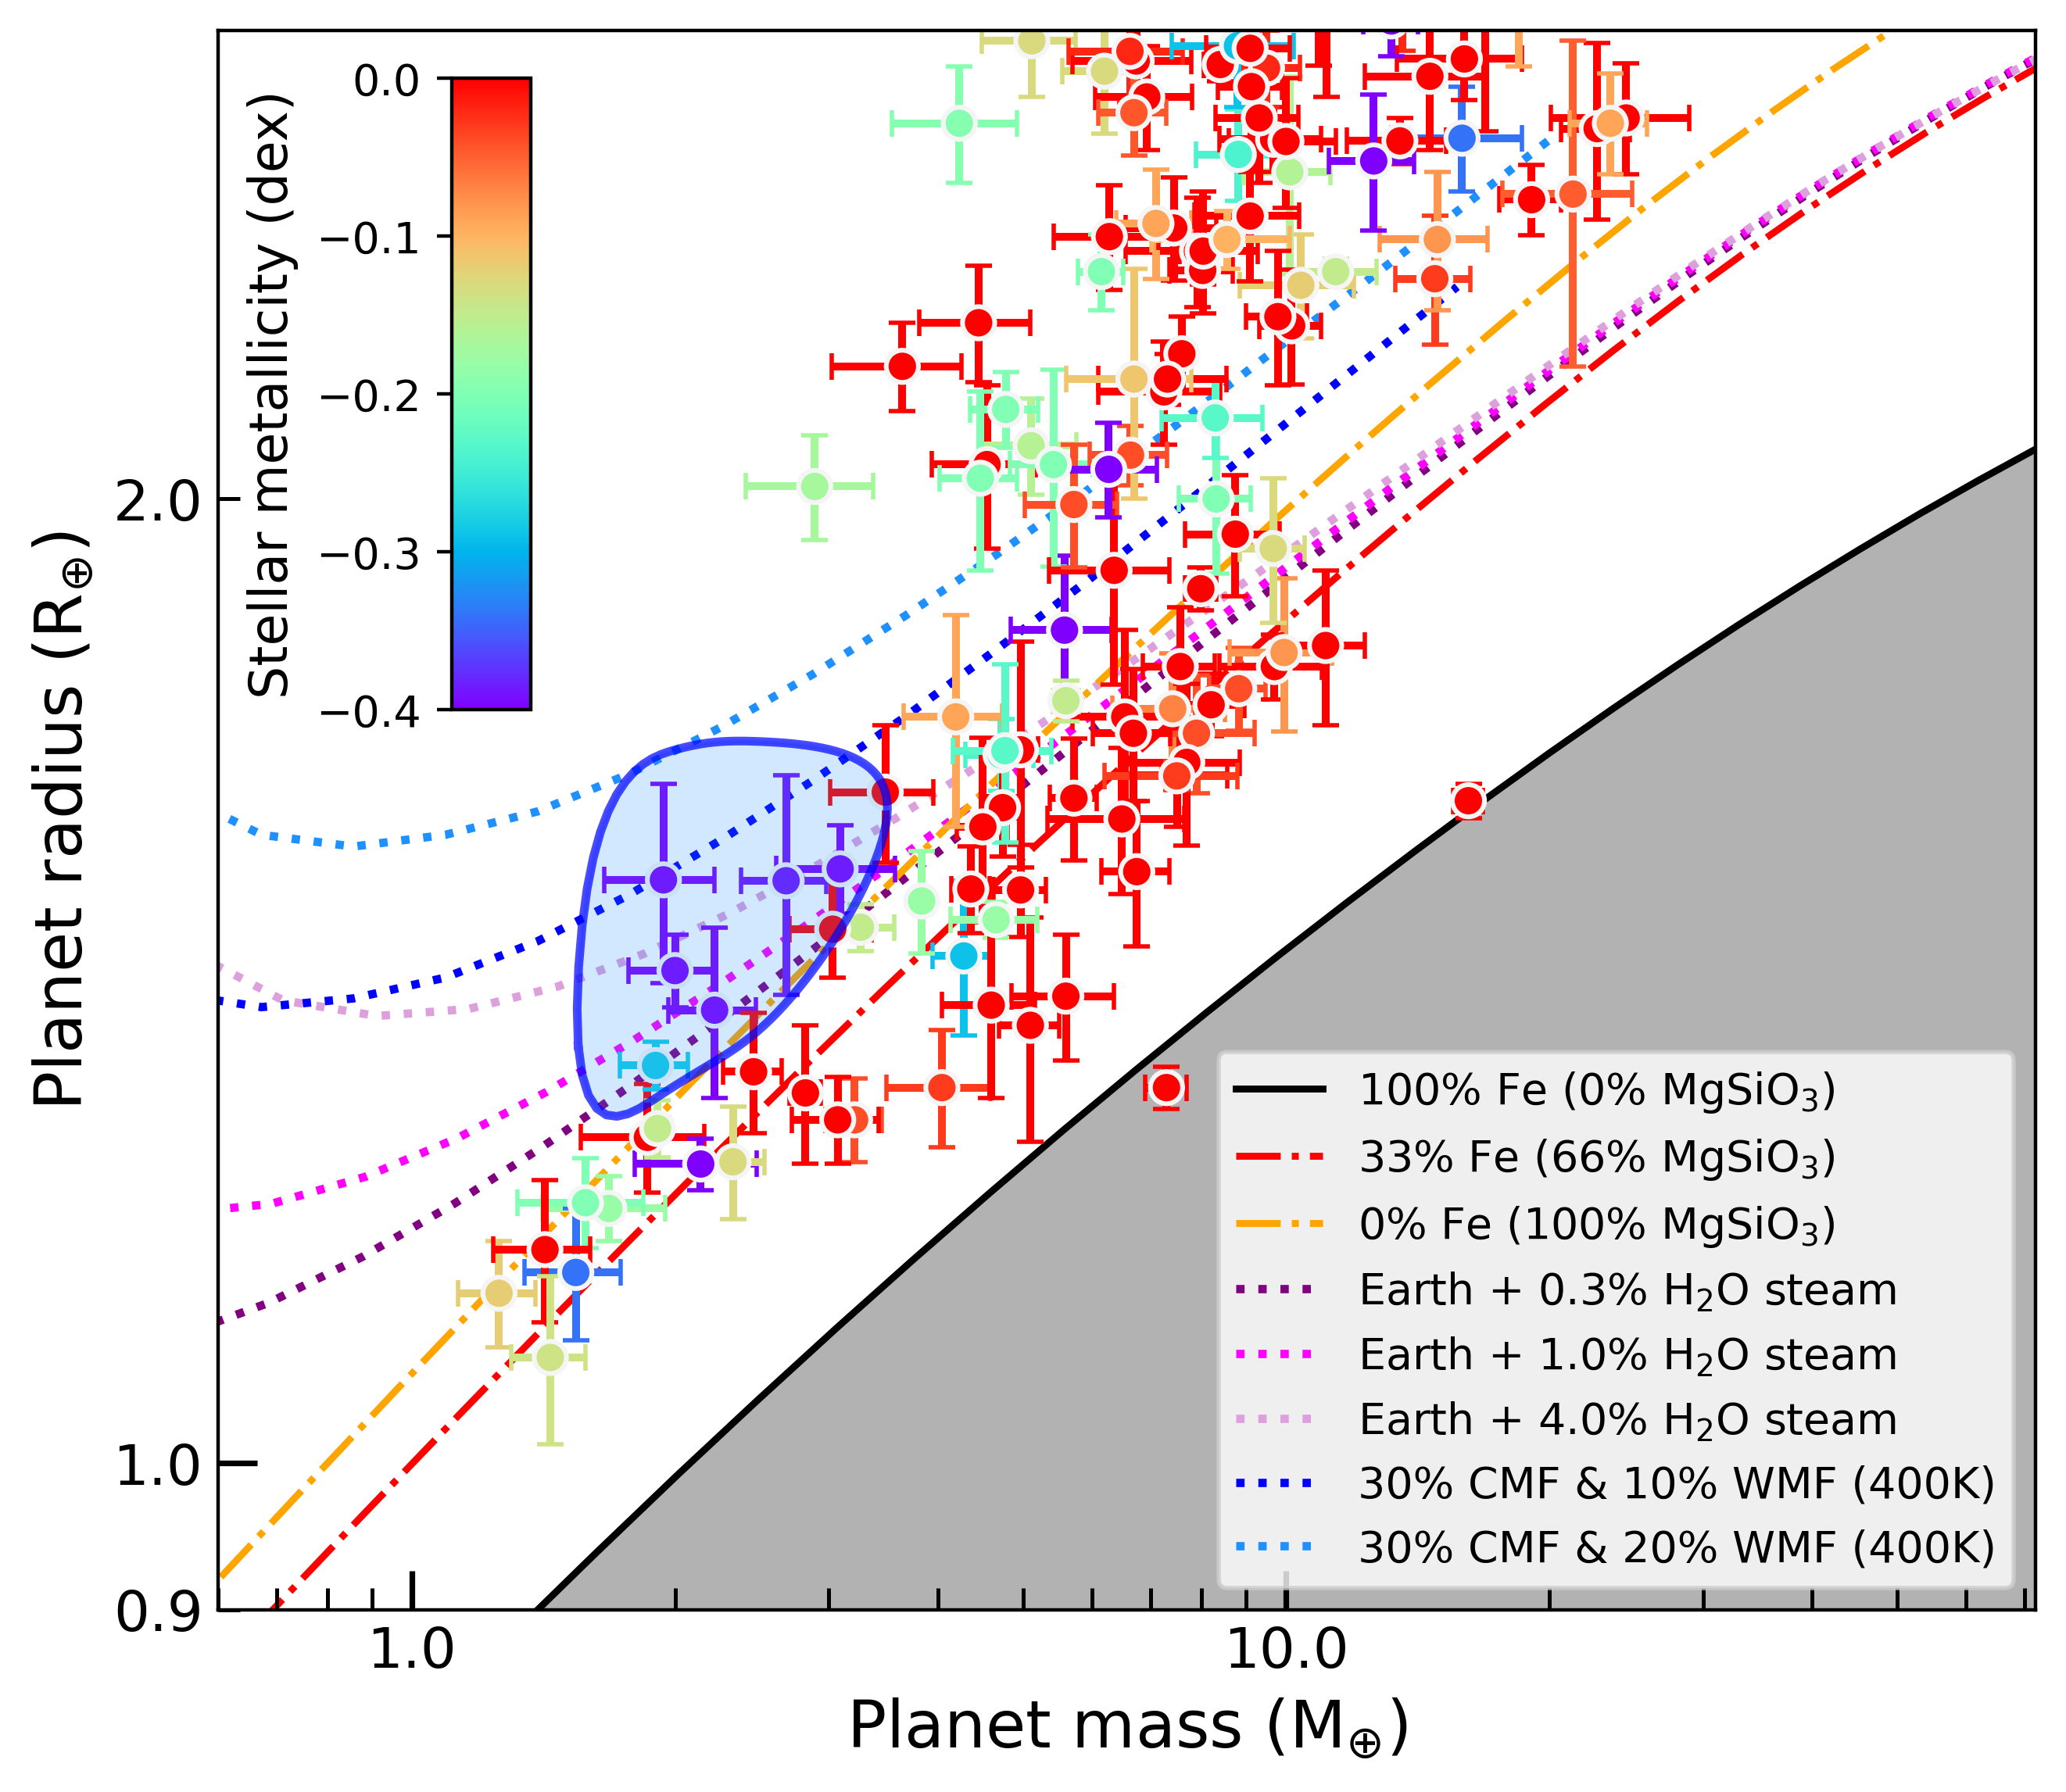 Stellar metallicity (dex)
0.0
−0.1
−0.2
−0.3
−0.4
Planet radius (R⊕)
2.0
1.0
0.9
1.0
10.0
Planet mass (M⊕)
100% Fe (0% MgSiO₃)
33% Fe (66% MgSiO₃)
0% Fe (100% MgSiO₃)
Earth + 0.3% H₂O steam
Earth + 1.0% H₂O steam
Earth + 4.0% H₂O steam
30% CMF & 10% WMF (400K)
30% CMF & 20% WMF (400K)